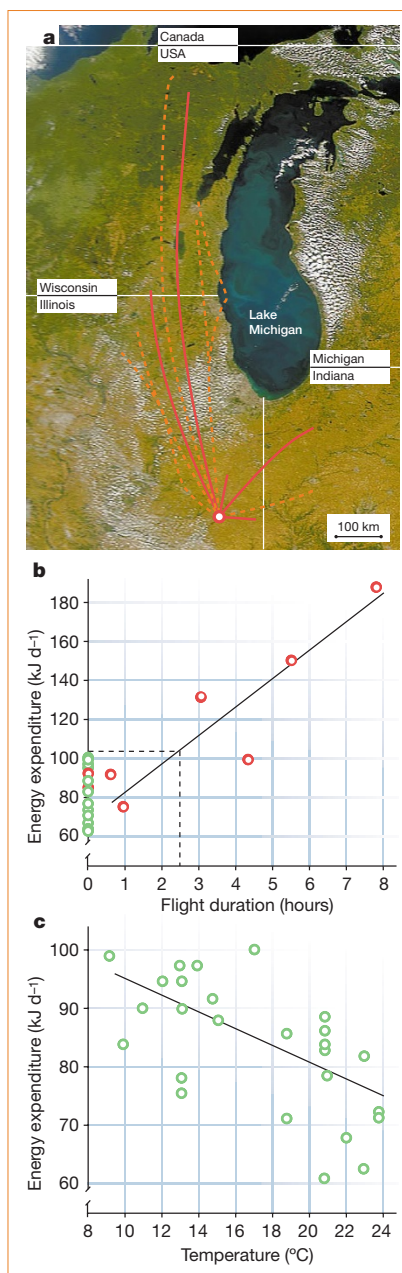 a
Canada
USA
Wisconsin
Illinois
Lake
Michigan
Michigan
Indiana
100 km
b
Energy expenditure (kJ d⁻¹)
180
160
140
120
100
80
60
0 1 2 3 4 5 6 7 8
Flight duration (hours)
c
Energy expenditure (kJ d⁻¹)
100
90
80
70
60
8 10 12 14 16 18 20 22 24
Temperature (ºC)